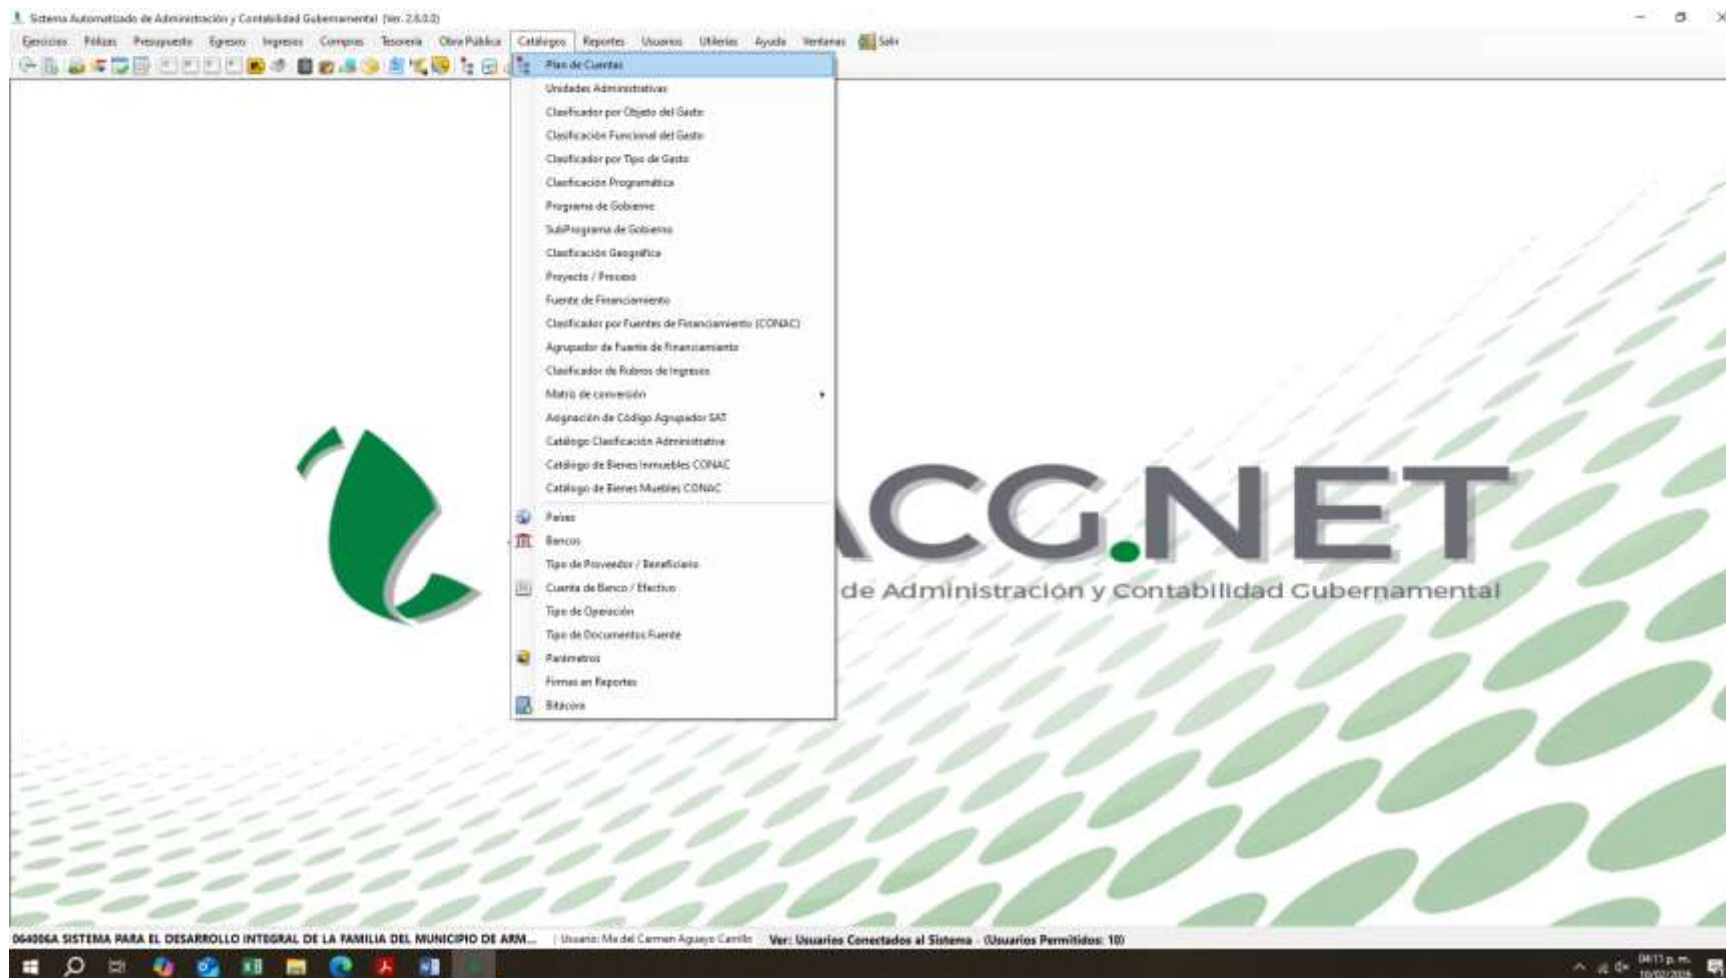 Sistema Automatizado de Administración y Contabilidad Gubernamental (Ver. 2.6.0.0)
Ejercicios Pólizas Presupuesto Egresos Ingresos Compras Tesorería Obra Pública Catálogos Reportes Usuarios Utilerías Ayuda Ventanas Salir
Plan de Cuentas
Unidades Administrativas
Clasificador por Objeto del Gasto
Clasificación Funcional del Gasto
Clasificador por Tipo de Gasto
Clasificación Programática
Programa de Gobierno
SubPrograma de Gobierno
Clasificación Geográfica
Proyecto / Proceso
Fuente de Financiamiento
Clasificador por Fuentes de Financiamiento (CONAC)
Agrupador de Fuente de Financiamiento
Clasificador de Rubros de Ingresos
Matriz de conversión
Asignación de Código Agrupador SAT
Catálogo Clasificación Administrativa
Catálogo de Bienes Inmuebles CONAC
Catálogo de Bienes Muebles CONAC
Países
Bancos
Tipo de Proveedor / Beneficiario
Cuenta de Banco / Efectivo
Tipo de Operación
Tipo de Documentos Fuente
Parámetros
Firmas en Reportes
Bitácora
ACG.NET
de Administración y Contabilidad Gubernamental
064006A SISTEMA PARA EL DESARROLLO INTEGRAL DE LA FAMILIA DEL MUNICIPIO DE ARM... Usuario: Ma del Carmen Aguayo Carrillo Ver: Usuarios Conectados al Sistema - (Usuarios Permitidos: 10)
04:11 p. m.
10/02/2026